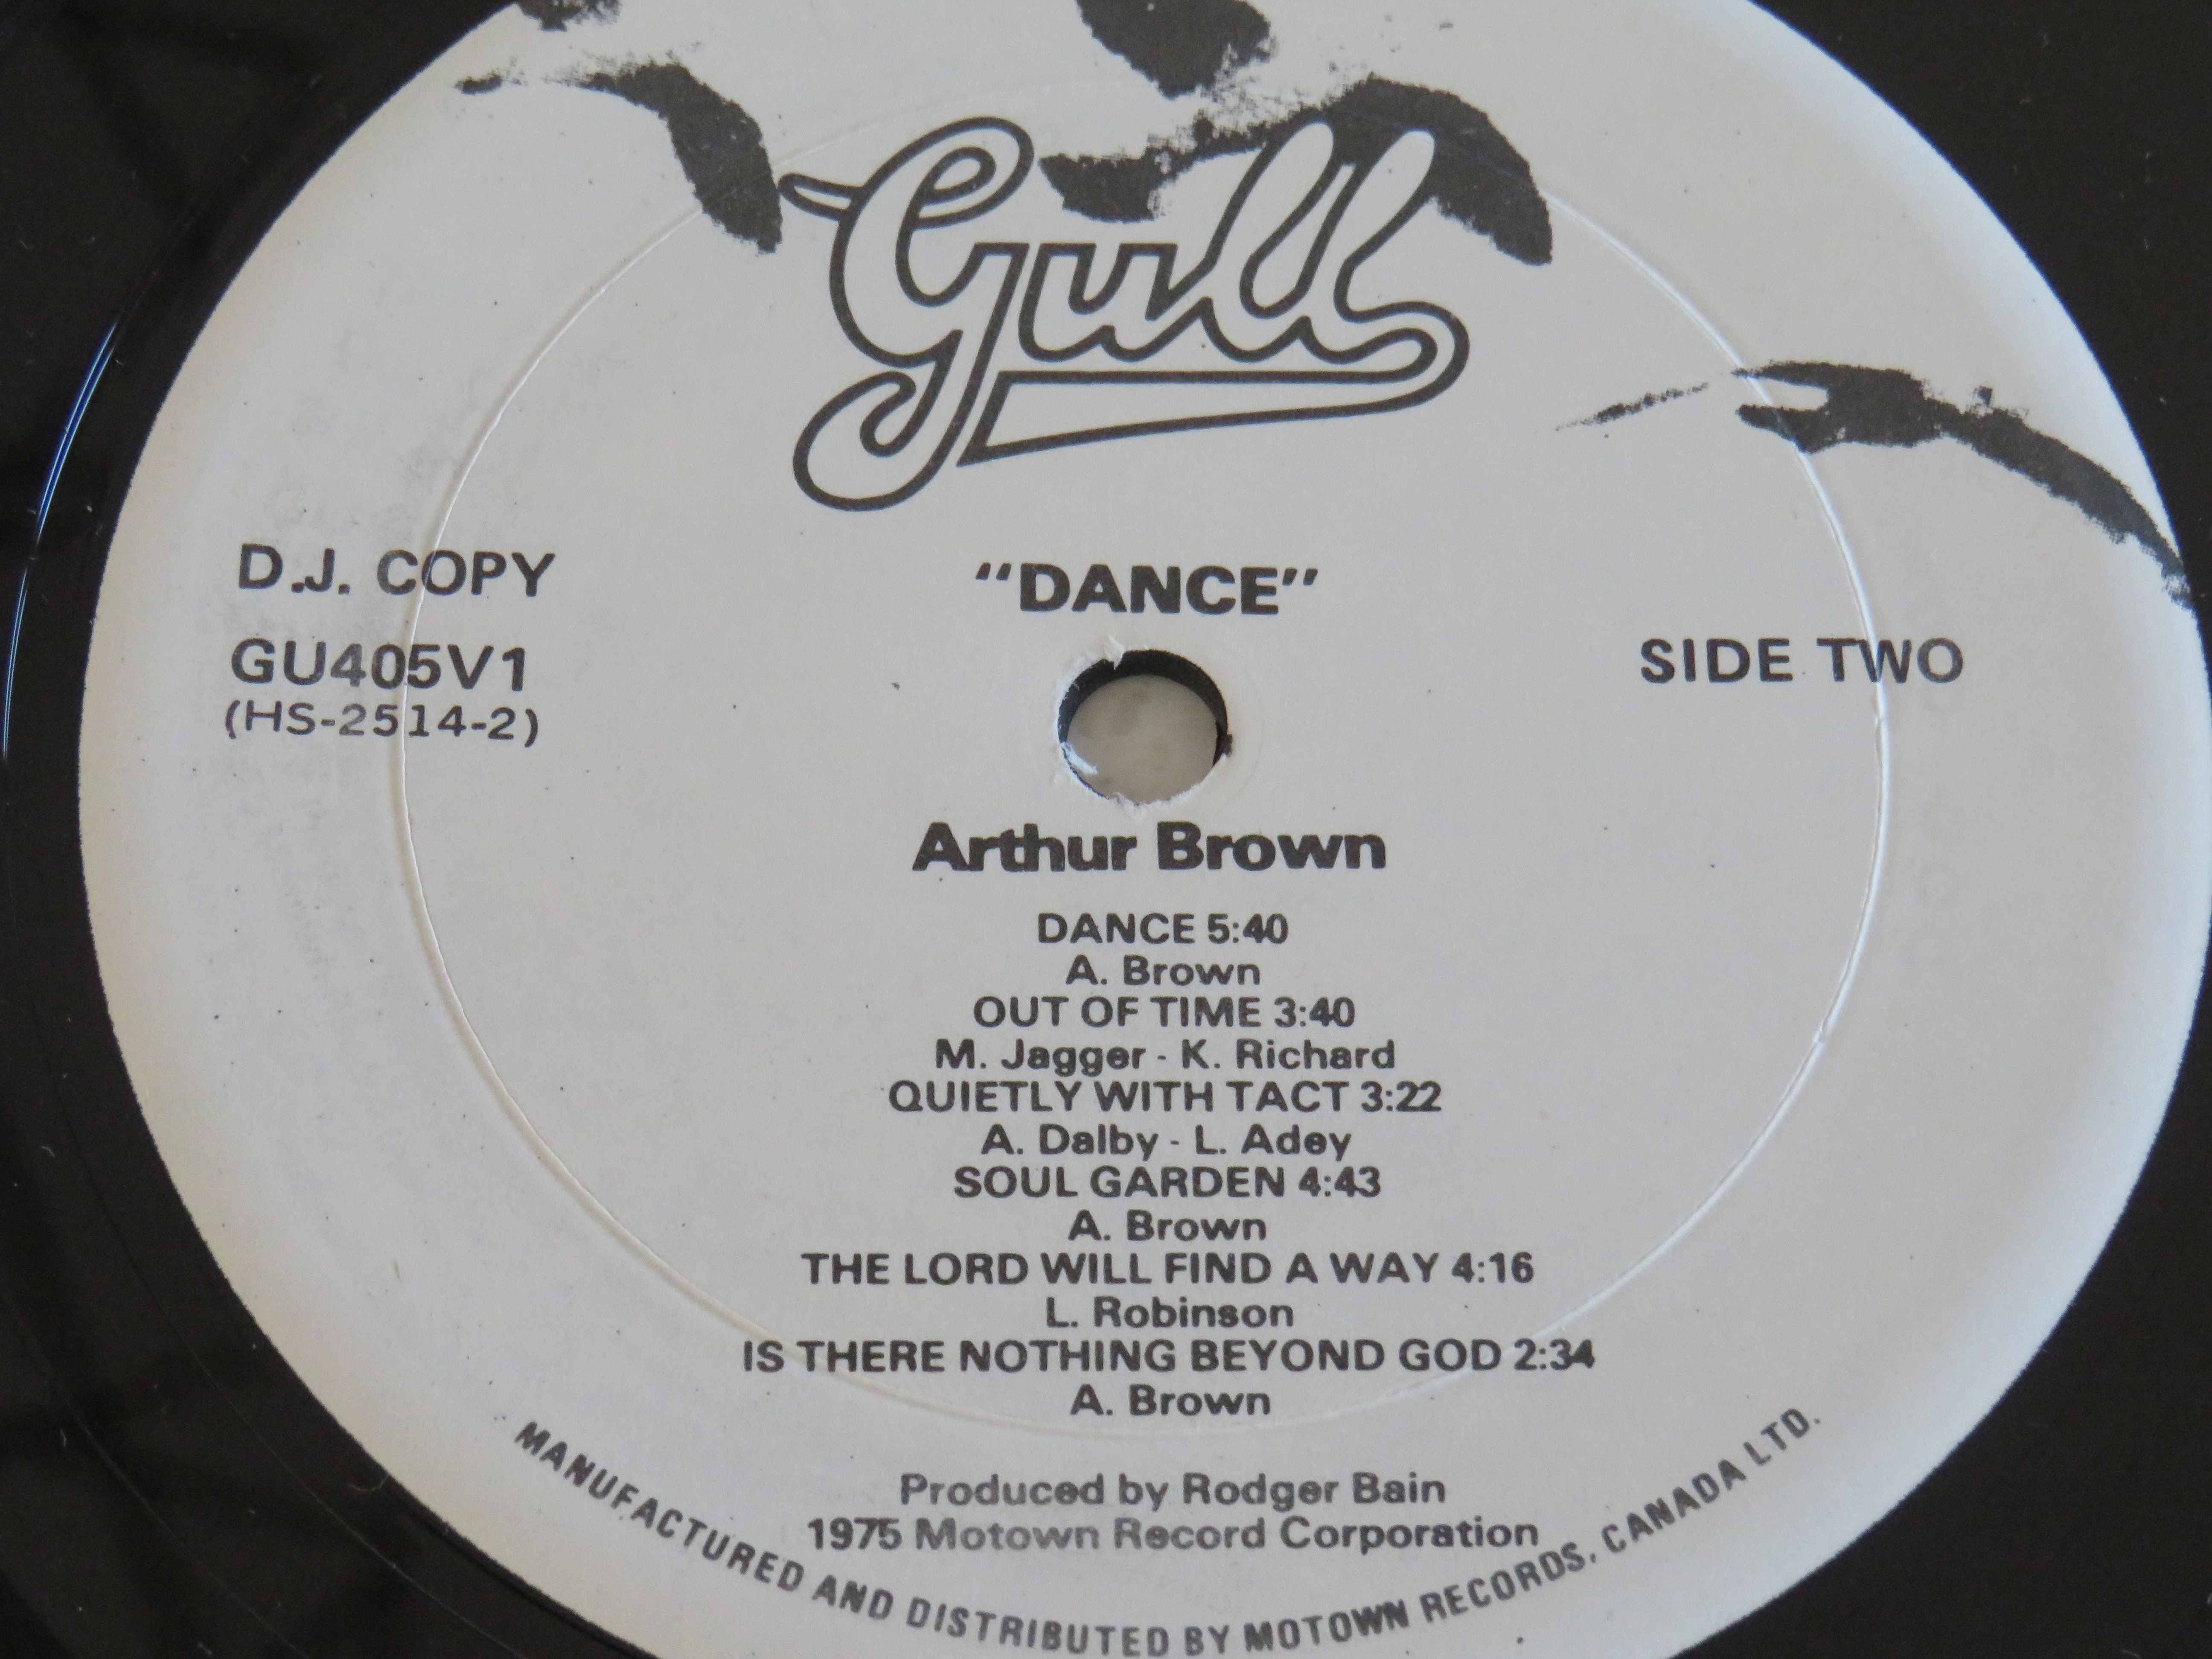 Gull
D.J. COPY
GU405V1
(HS-2514-2)
"DANCE"
SIDE TWO
Arthur Brown
DANCE 5:40
A. Brown
OUT OF TIME 3:40
M. Jagger - K. Richard
QUIETLY WITH TACT 3:22
A. Dalby - L. Adey
SOUL GARDEN 4:43
A. Brown
THE LORD WILL FIND A WAY 4:16
L. Robinson
IS THERE NOTHING BEYOND GOD 2:34
A. Brown
Produced by Rodger Bain
1975 Motown Record Corporation
MANUFACTURED AND DISTRIBUTED BY MOTOWN RECORDS, CANADA LTD.